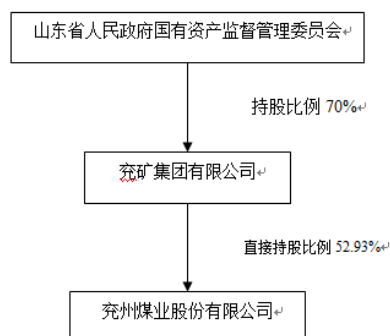 山东省人民政府国有资产监督管理委员会
持股比例 70%
兖矿集团有限公司
直接持股比例 52.93%
兖州煤业股份有限公司